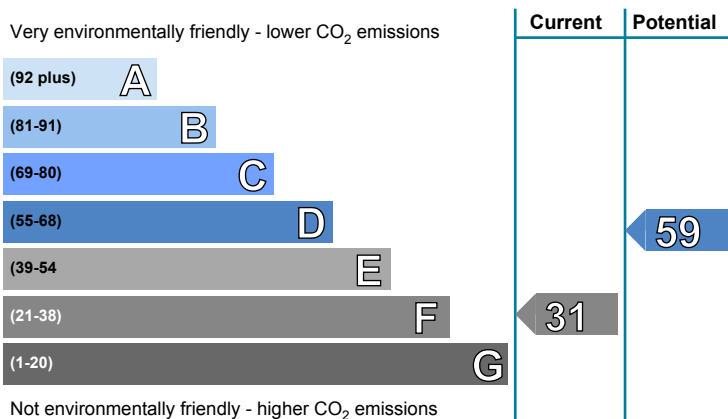 Current Potential
Very environmentally friendly - lower CO2 emissions
(92 plus) A
(81-91) B
(69-80) C
(55-68) D
59
(39-54 E
(21-38) F 31
(1-20) G
Not environmentally friendly - higher CO2 emissions